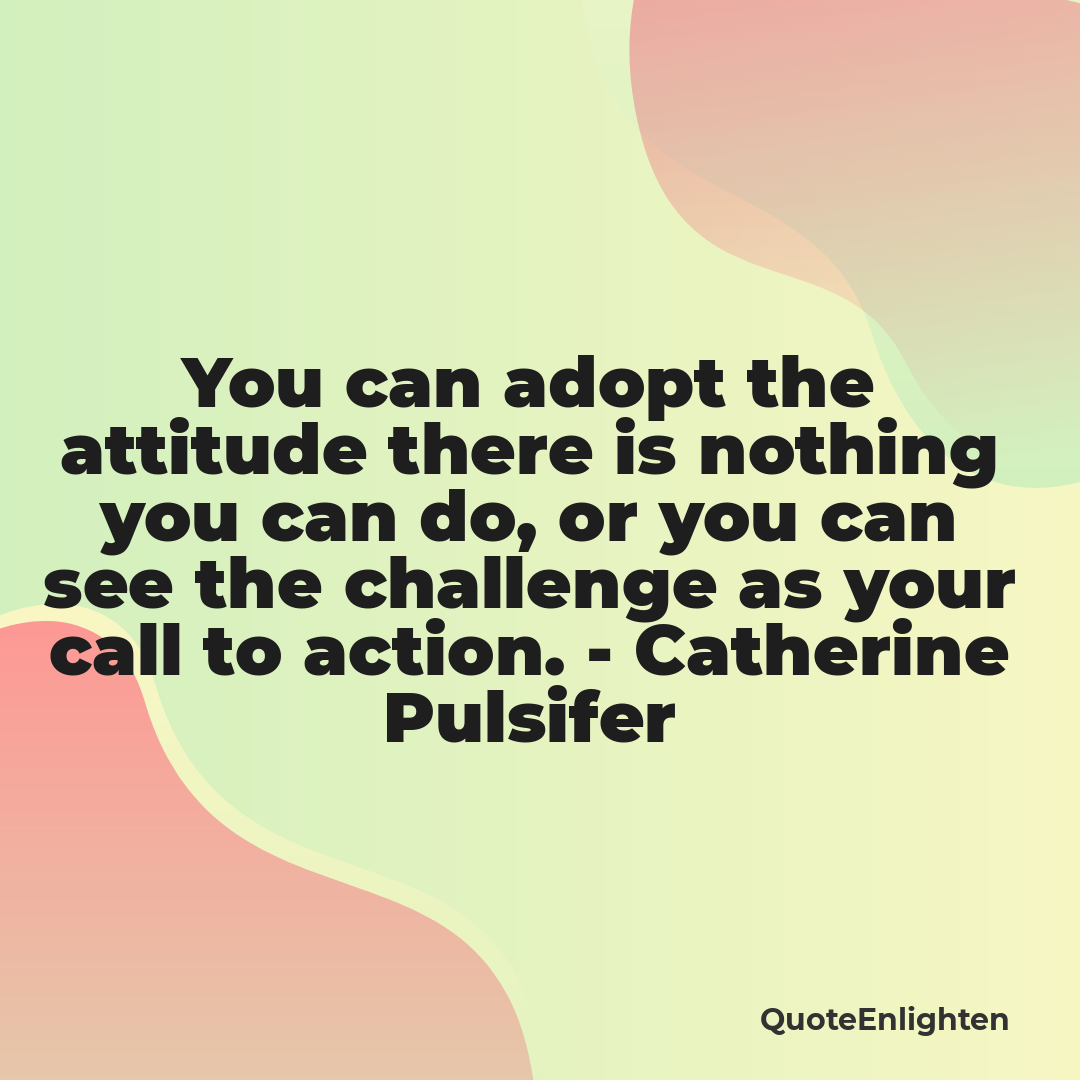 You can adopt the
attitude there is nothing
you can do, or you can
see the challenge as your
call to action. - Catherine
Pulsifer
QuoteEnlighten